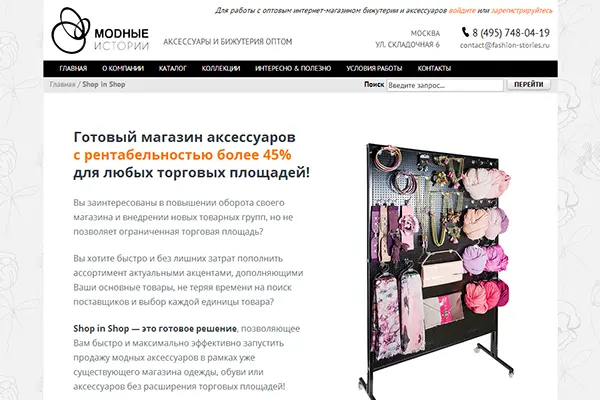 Для работы с оптовым интернет-магазином бижутерии и аксессуаров войдите или зарегистрируйтесь
МОДНЫЕ
ИСТОРИИ
АКСЕССУАРЫ И БИЖУТЕРИЯ ОПТОМ
МОСКВА
УЛ. СКЛАДОЧНАЯ 6
8 (495) 748-04-19
contact@fashion-stories.ru
ГЛАВНАЯ О КОМПАНИИ КАТАЛОГ КОЛЛЕКЦИИ ИНТЕРЕСНО & ПОЛЕЗНО УСЛОВИЯ РАБОТЫ КОНТАКТЫ
Главная / Shop in Shop
Поиск Введите запрос... ПЕРЕЙТИ
Готовый магазин аксессуаров
с рентабельностью более 45%
для любых торговых площадей!
Вы заинтересованы в повышении оборота своего
магазина и внедрении новых товарных групп, но не
позволяет ограниченная торговая площадь?
Вы хотите быстро и без лишних затрат пополнить
ассортимент актуальными акцентами, дополняющими
Ваши основные товары, не теряя времени на поиск
поставщиков и выбор каждой единицы товара?
Shop in Shop — это готовое решение, позволяющее
Вам быстро и максимально эффективно запустить
продажу модных аксессуаров в рамках уже
существующего магазина одежды, обуви или
аксессуаров без расширения торговых площадей!